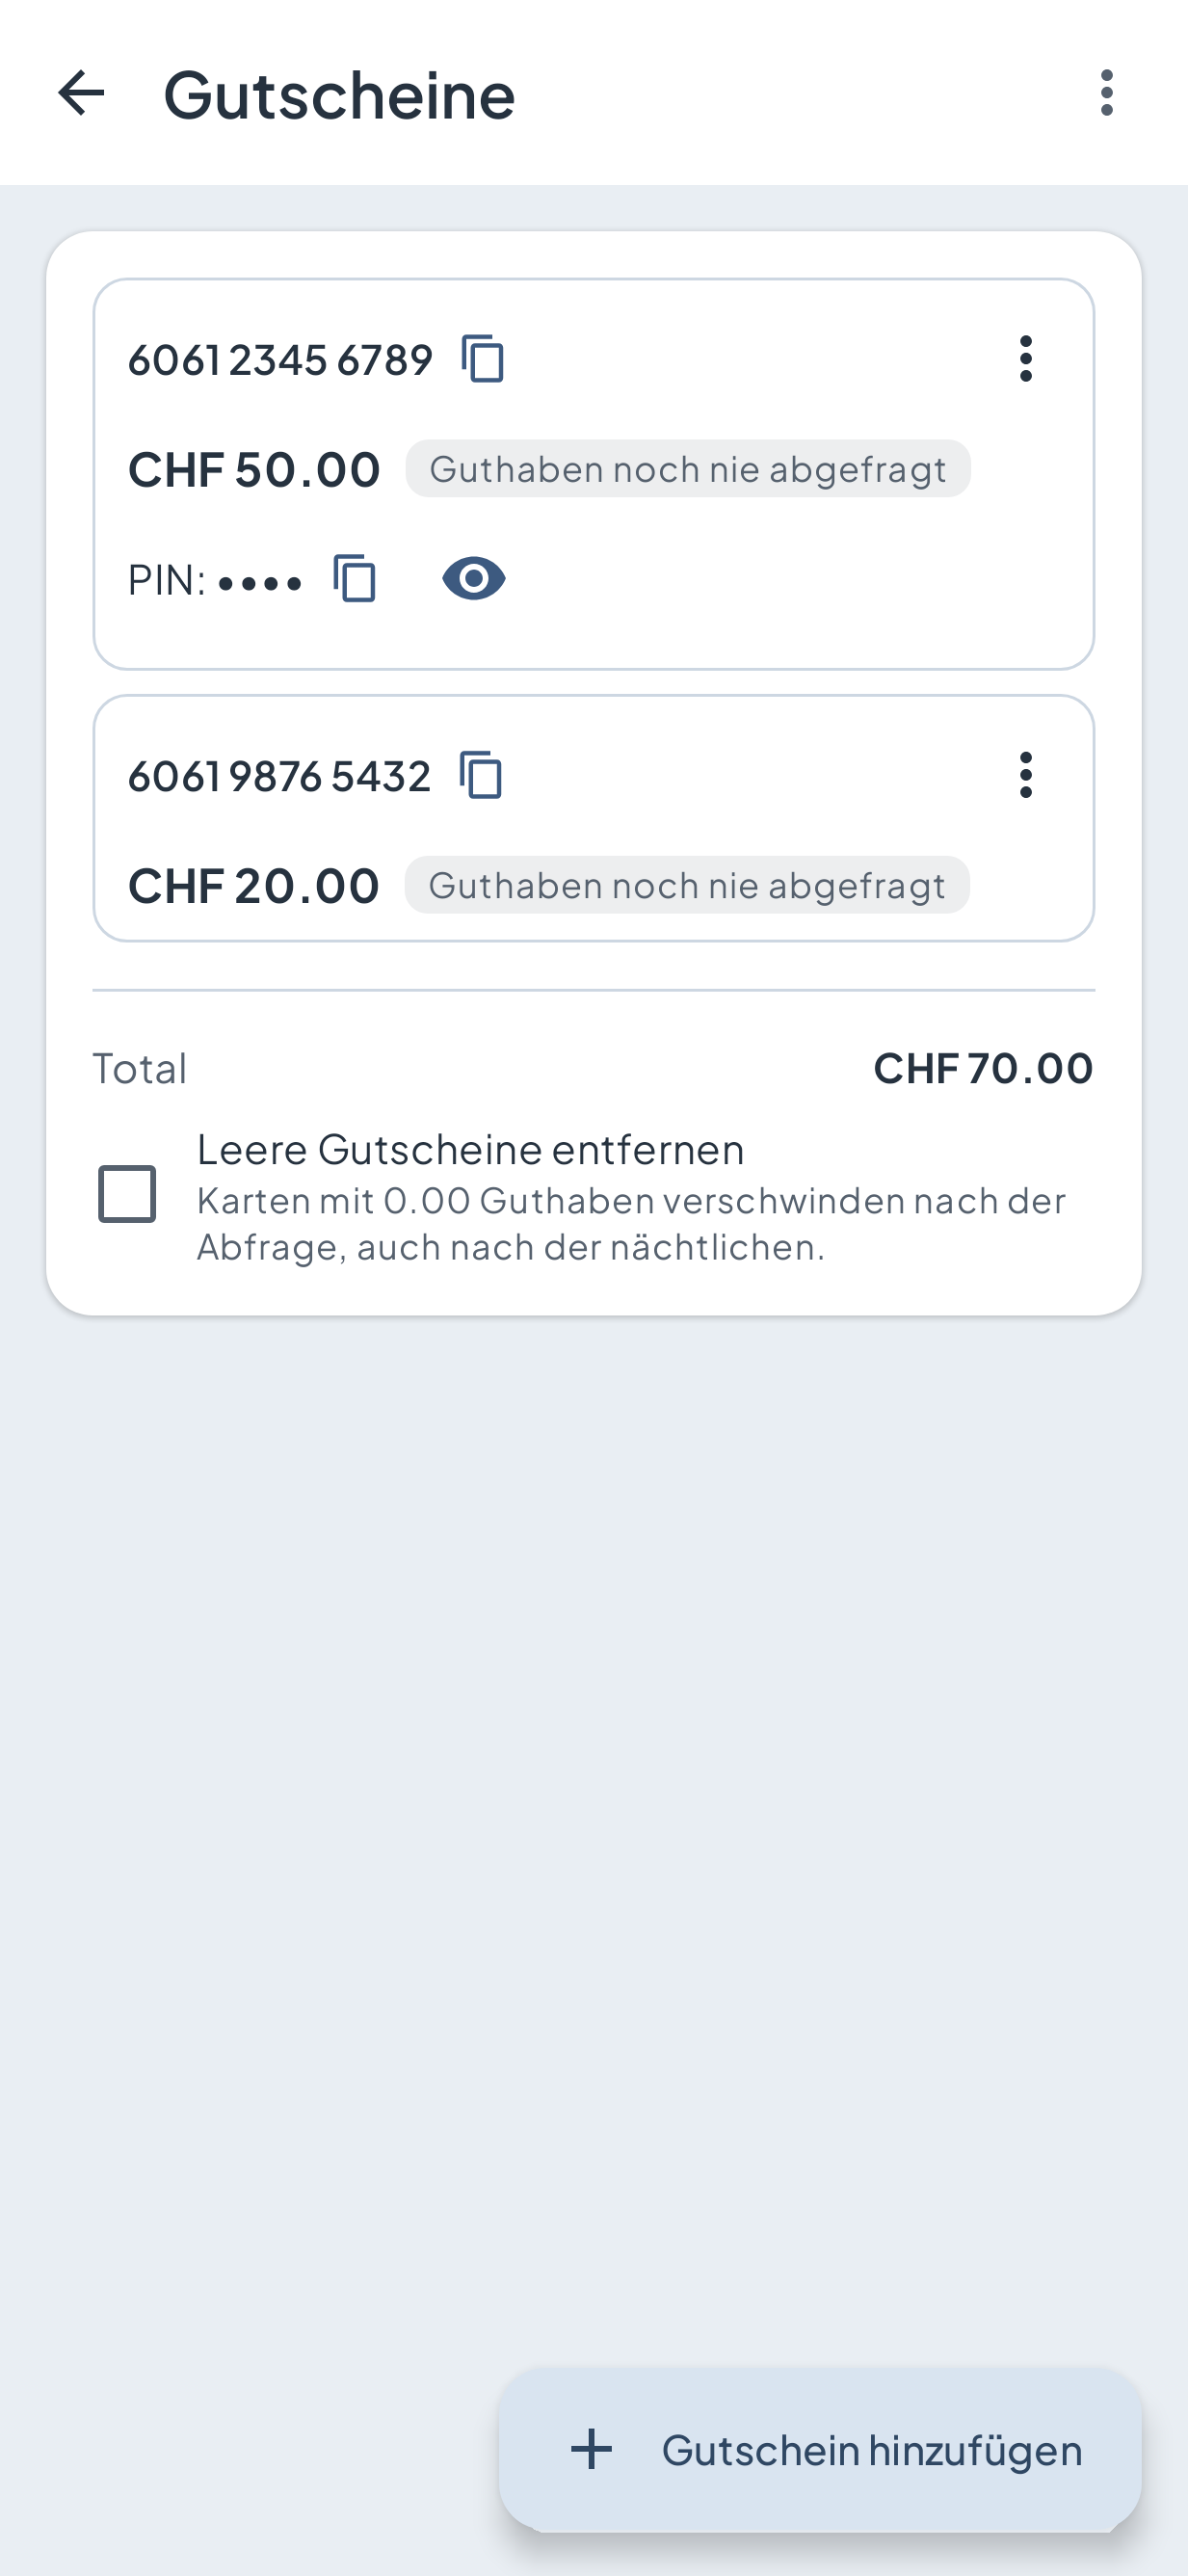 Gutscheine
6061 2345 6789
CHF 50.00 Guthaben noch nie abgefragt
PIN: ••••
6061 9876 5432
CHF 20.00 Guthaben noch nie abgefragt
Total CHF 70.00
Leere Gutscheine entfernen
Karten mit 0.00 Guthaben verschwinden nach der
Abfrage, auch nach der nächtlichen.
+ Gutschein hinzufügen